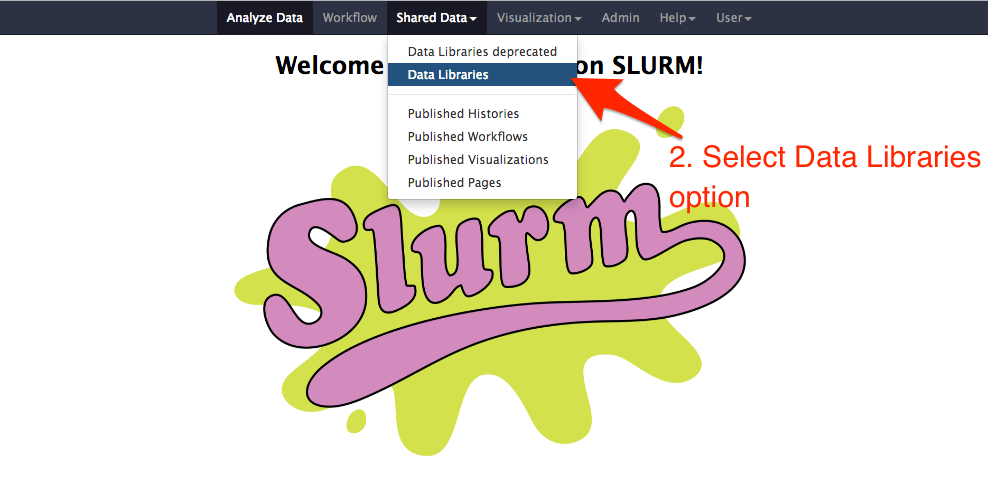 Analyze Data Workflow Shared Data Visualization Admin Help User
Data Libraries deprecated
Data Libraries
Welcome on SLURM!
Published Histories
Published Workflows
Published Visualizations
Published Pages
2. Select Data Libraries
option
Slurm